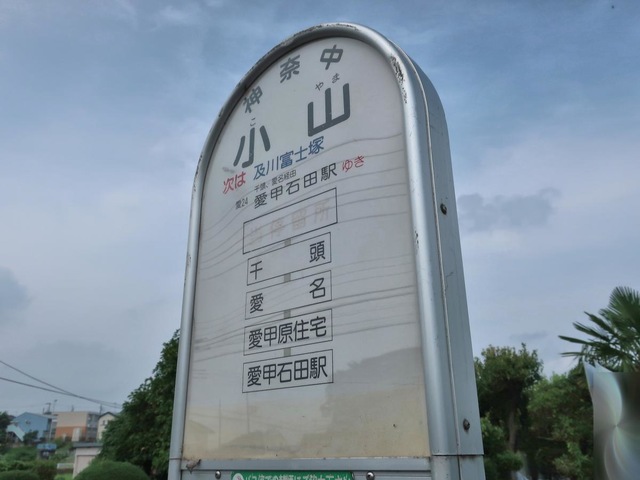 神奈中
こやま
小山
次は 及川富士塚
千頭、愛名経由
愛24 愛甲石田駅 ゆき
千頭
愛名
愛甲原住宅
愛甲石田駅